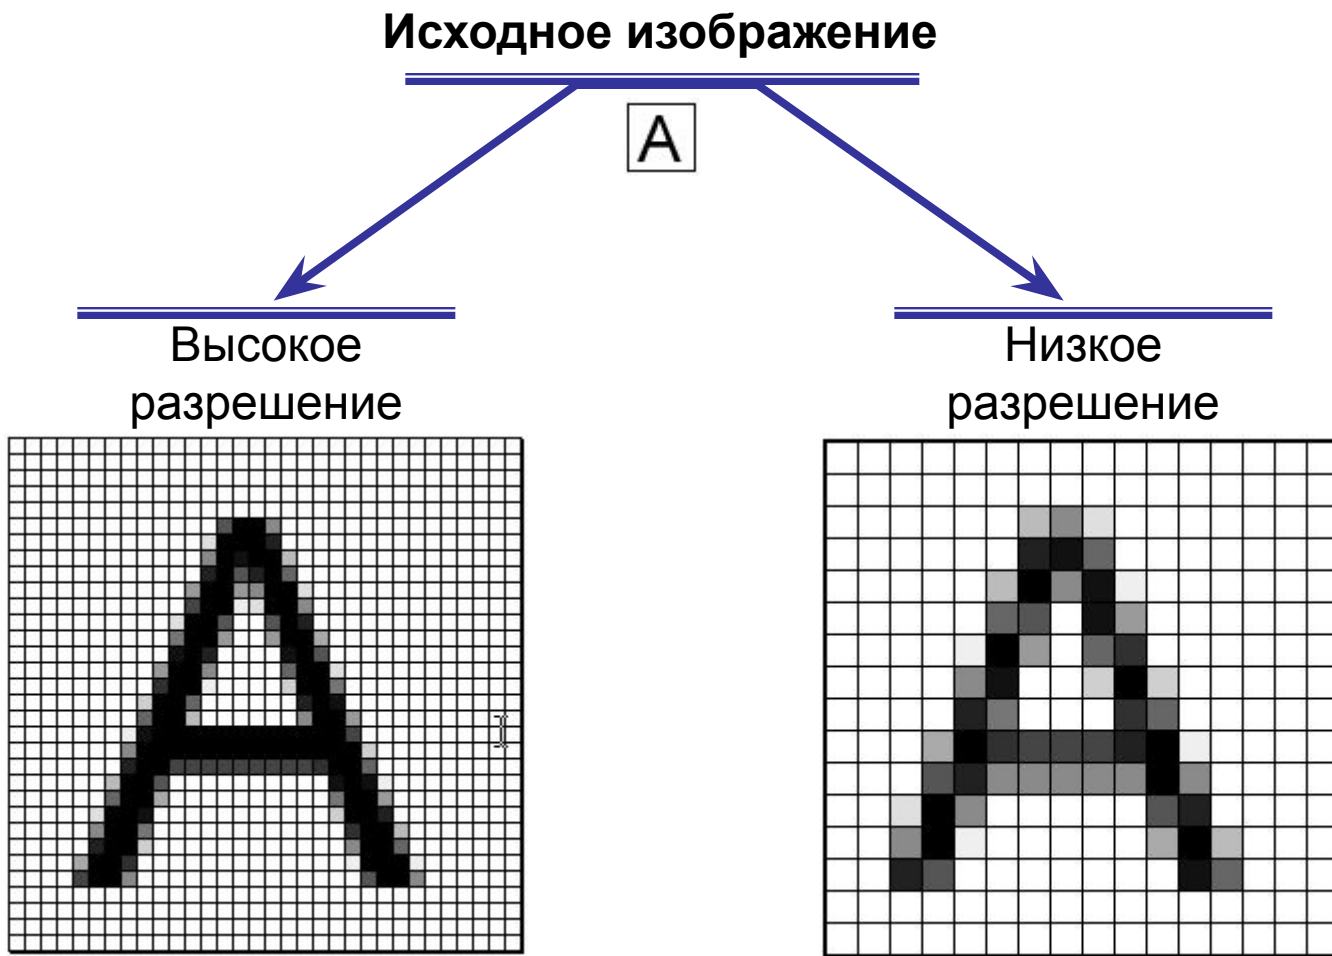 Исходное изображение
А
Высокое
разрешение
Низкое
разрешение